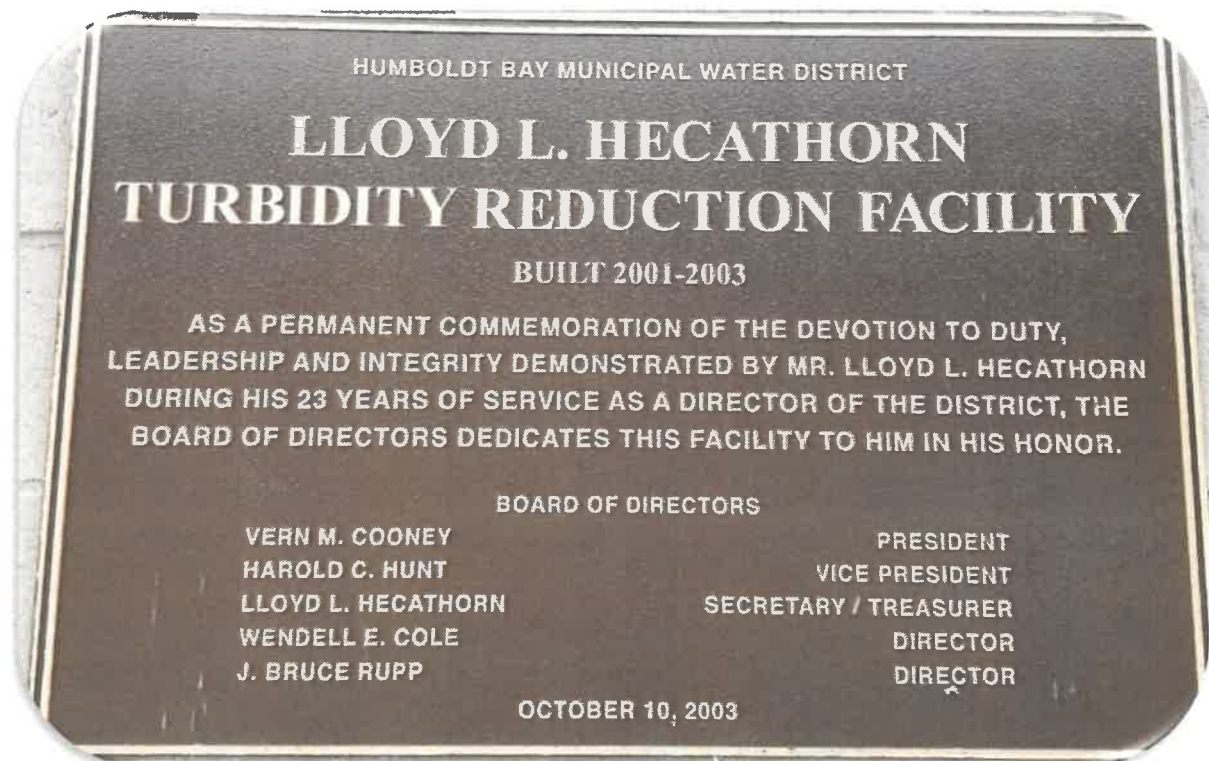 HUMBOLDT BAY MUNICIPAL WATER DISTRICT
LLOYD L. HECATHORN
TURBIDITY REDUCTION FACILITY
BUILT 2001-2003
AS A PERMANENT COMMEMORATION OF THE DEVOTION TO DUTY,
LEADERSHIP AND INTEGRITY DEMONSTRATED BY MR. LLOYD L. HECATHORN
DURING HIS 23 YEARS OF SERVICE AS A DIRECTOR OF THE DISTRICT, THE
BOARD OF DIRECTORS DEDICATES THIS FACILITY TO HIM IN HIS HONOR.
BOARD OF DIRECTORS
VERN M. COONEY PRESIDENT
HAROLD C. HUNT VICE PRESIDENT
LLOYD L. HECATHORN SECRETARY / TREASURER
WENDELL E. COLE DIRECTOR
J. BRUCE RUPP DIRECTOR
OCTOBER 10, 2003